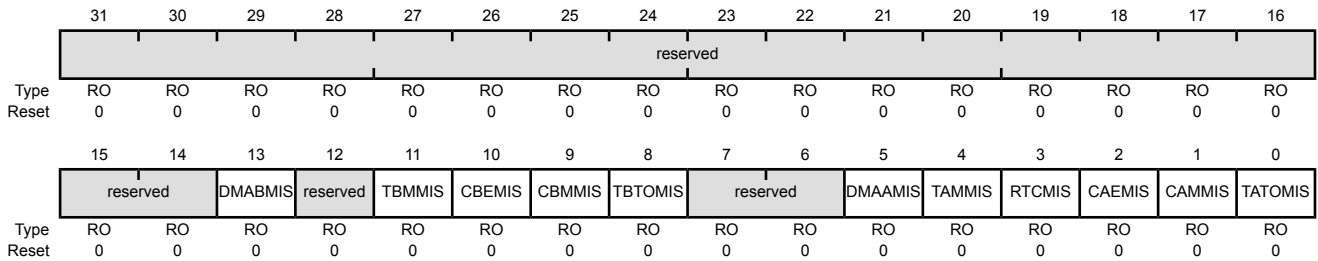 31 30 29 28 27 26 25 24 23 22 21 20 19 18 17 16
reserved
Type RO RO RO RO RO RO RO RO RO RO RO RO RO RO RO RO
Reset 0 0 0 0 0 0 0 0 0 0 0 0 0 0 0 0
15 14 13 12 11 10 9 8 7 6 5 4 3 2 1 0
reserved DMABMIS reserved TBMMIS CBEMIS CBMMIS TBTOMIS reserved DMAAMIS TAMMIS RTCMIS CAEMIS CAMMIS TATOMIS
Type RO RO RO RO RO RO RO RO RO RO RO RO RO RO RO RO
Reset 0 0 0 0 0 0 0 0 0 0 0 0 0 0 0 0